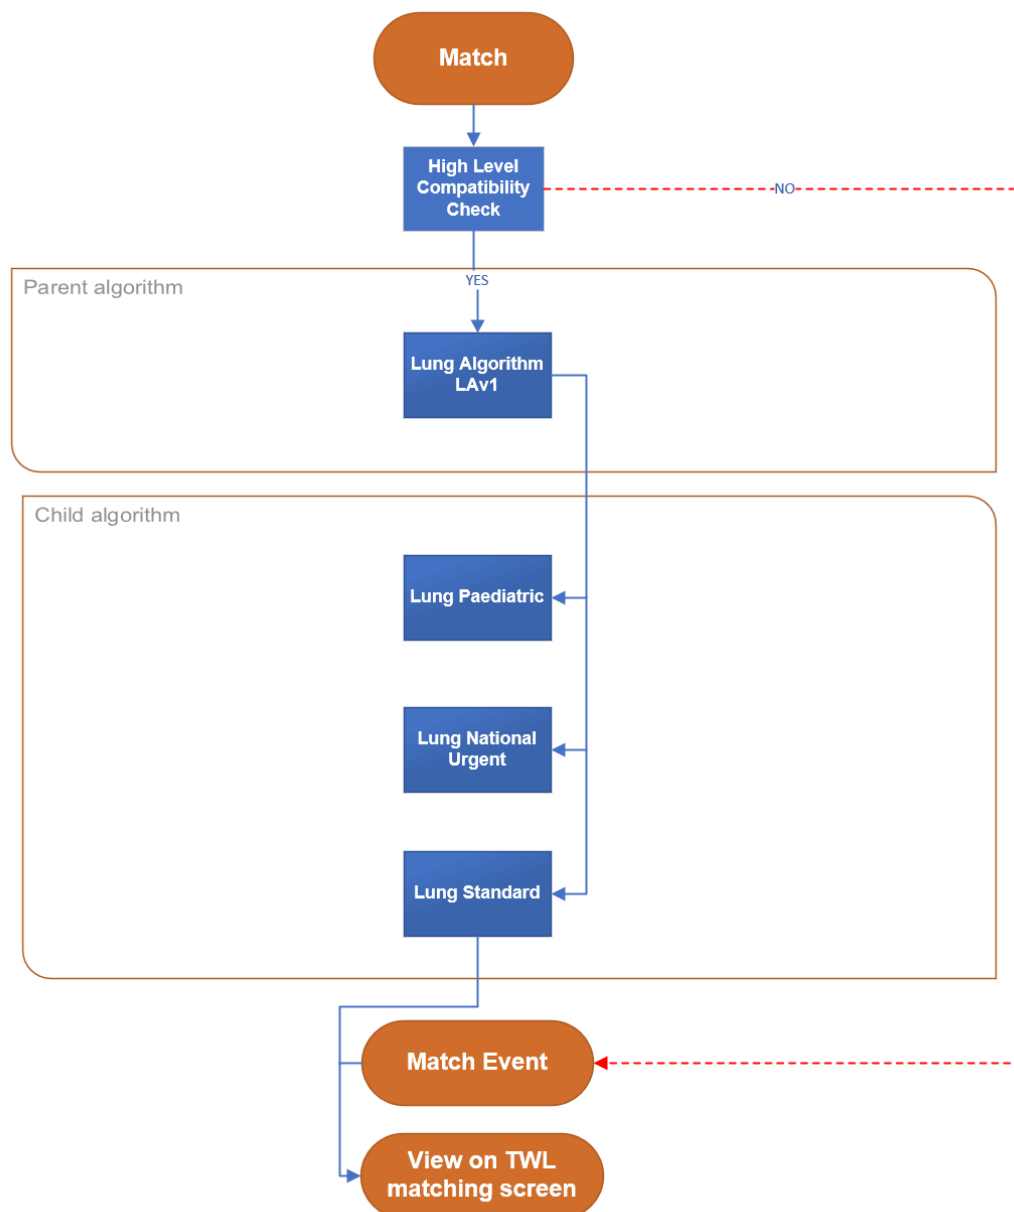 Match
High Level
Compatibility
Check
NO
YES
Parent algorithm
Lung Algorithm
LAv1
Child algorithm
Lung Paediatric
Lung National
Urgent
Lung Standard
Match Event
View on TWL
matching screen